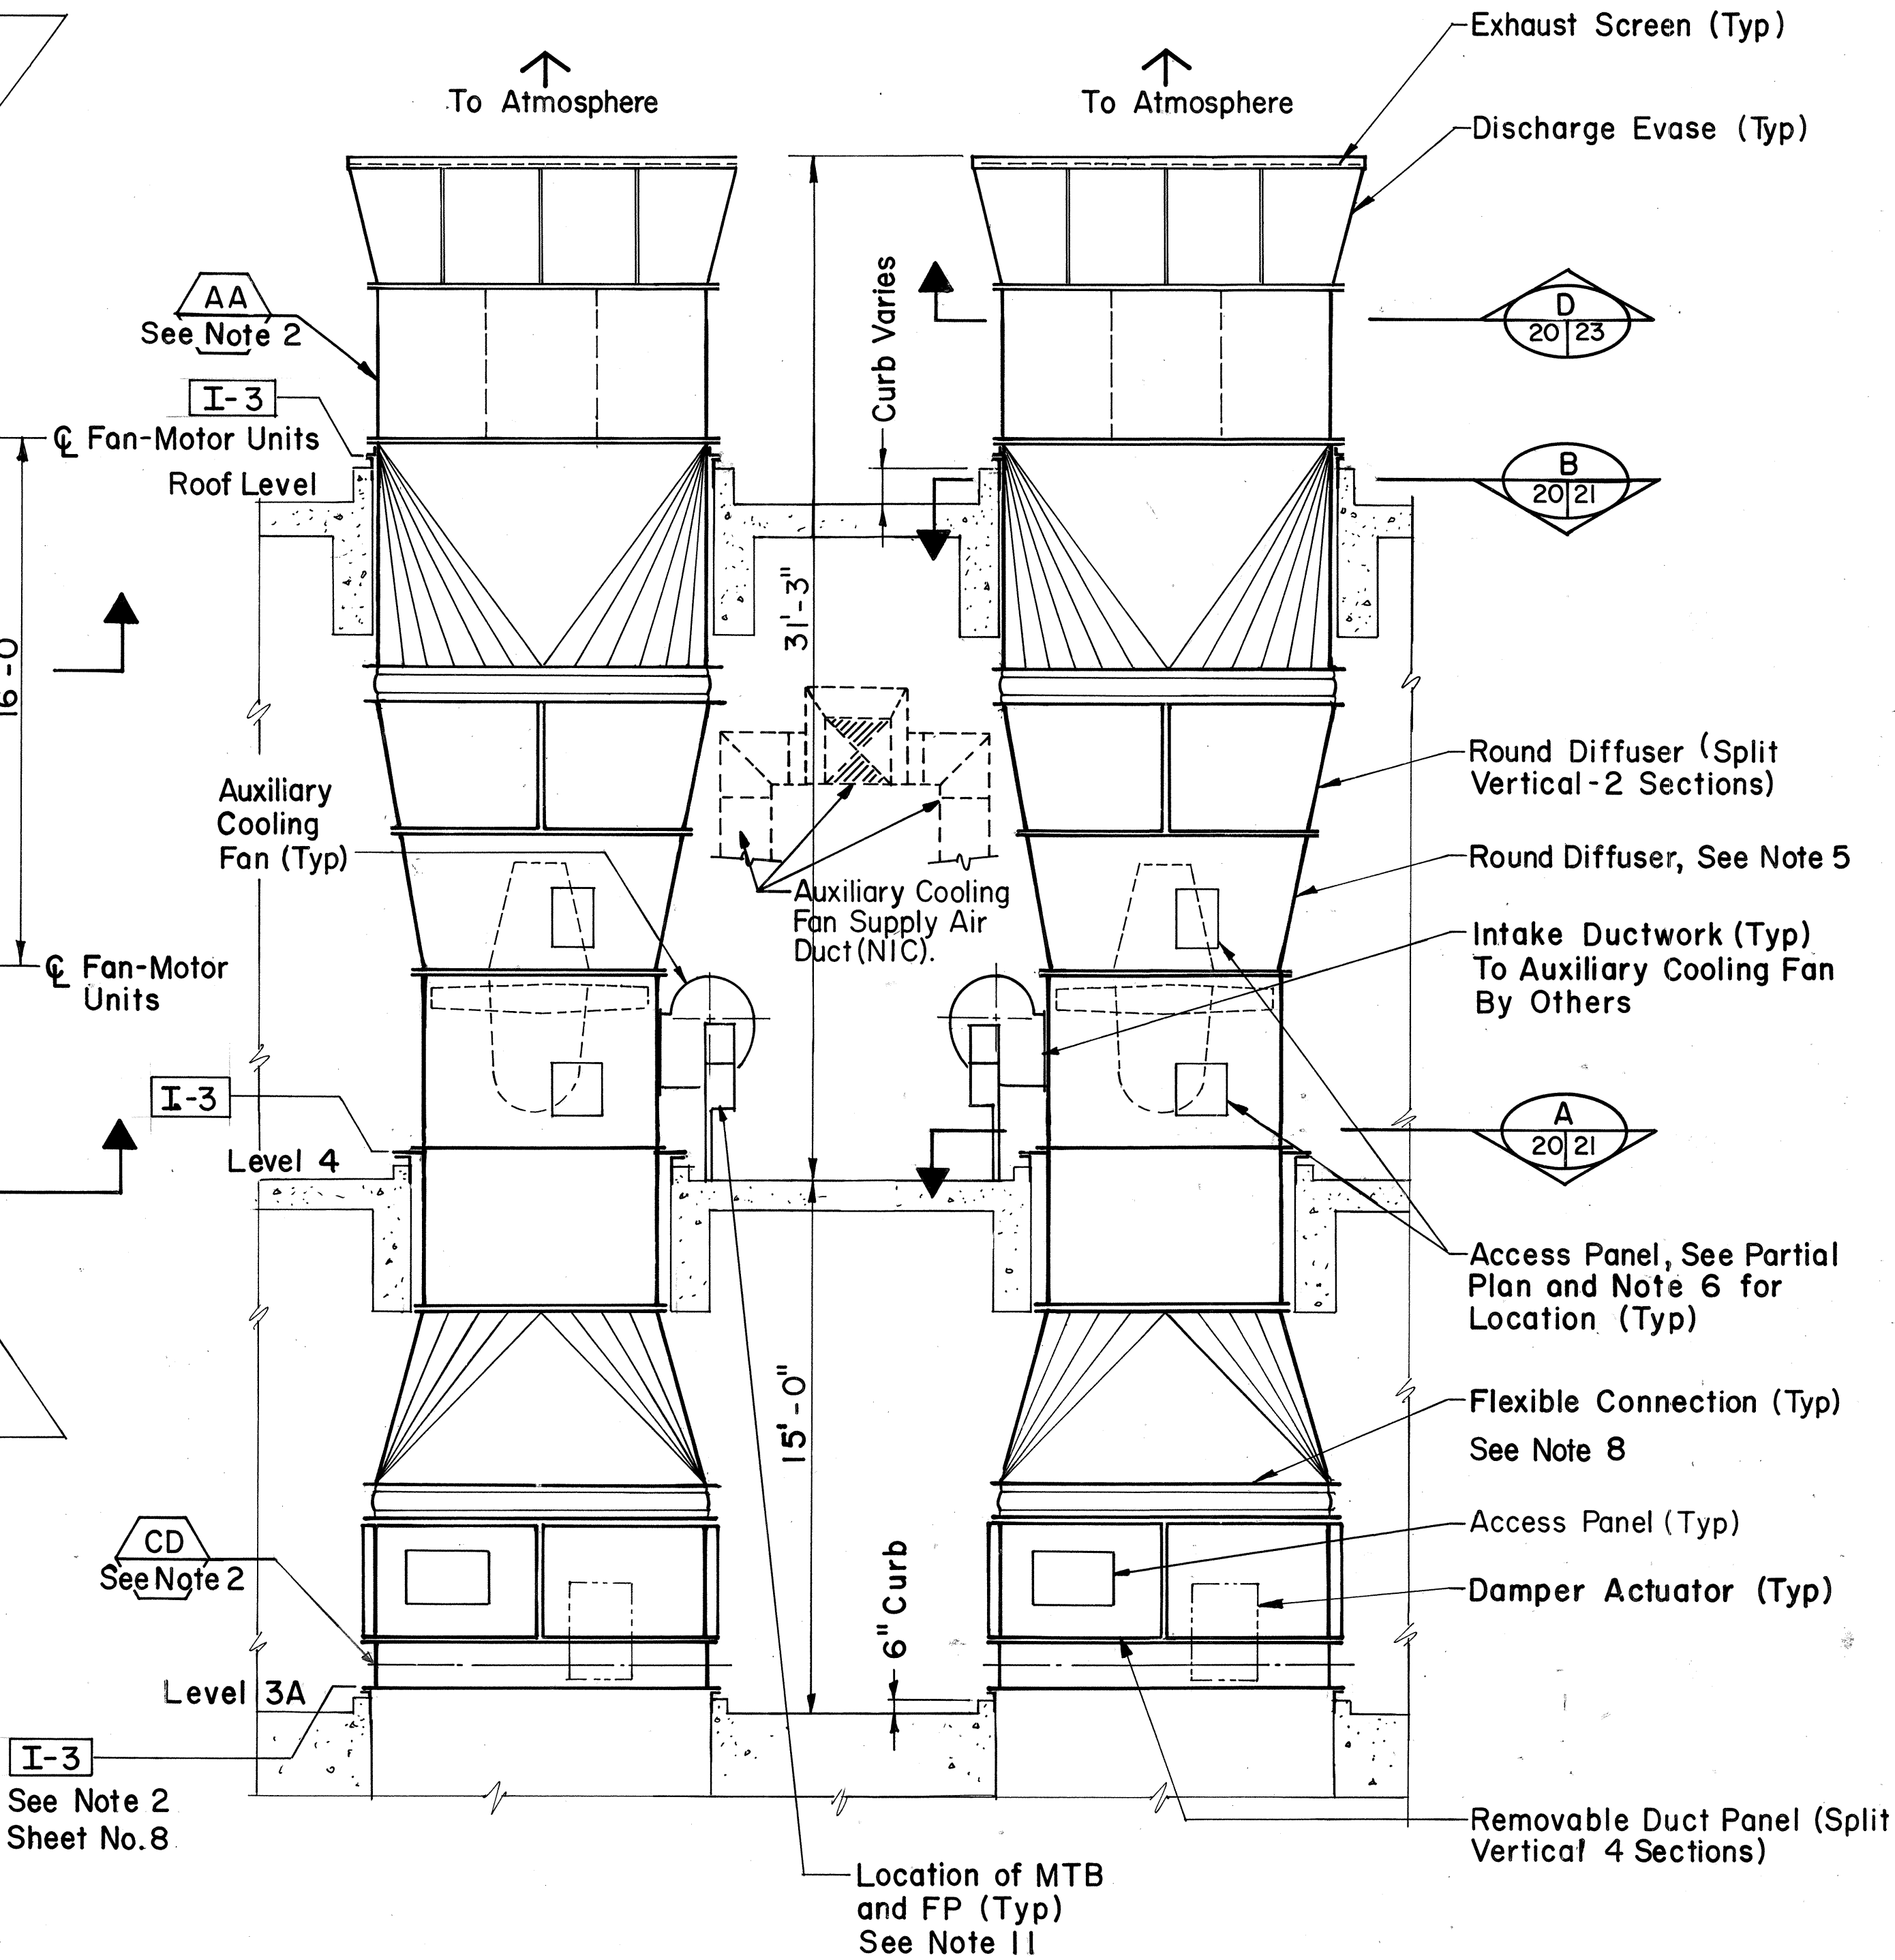 Exhaust Screen (Typ)
To Atmosphere
To Atmosphere
Discharge Evase (Typ)
AA
See Note 2
Curb Varies
D
20 23
I-3
℄ Fan-Motor Units
Roof Level
B
20 21
31'-3"
16'-0
Round Diffuser (Split
Vertical-2 Sections)
Auxiliary
Cooling
Fan (Typ)
Round Diffuser, See Note 5
Auxiliary Cooling
Fan Supply Air
Duct(NIC).
Intake Ductwork (Typ)
To Auxiliary Cooling Fan
By Others
℄ Fan-Motor
Units
I-3
A
20 21
Level 4
Access Panel, See Partial
Plan and Note 6 for
Location (Typ)
15'-0"
Flexible Connection (Typ)
See Note 8
CD
See Note 2
Access Panel (Typ)
6" Curb
Damper Actuator (Typ)
Level 3A
I-3
See Note 2
Sheet No.8
Removable Duct Panel (Split
Vertical 4 Sections)
Location of MTB
and FP (Typ)
See Note 11